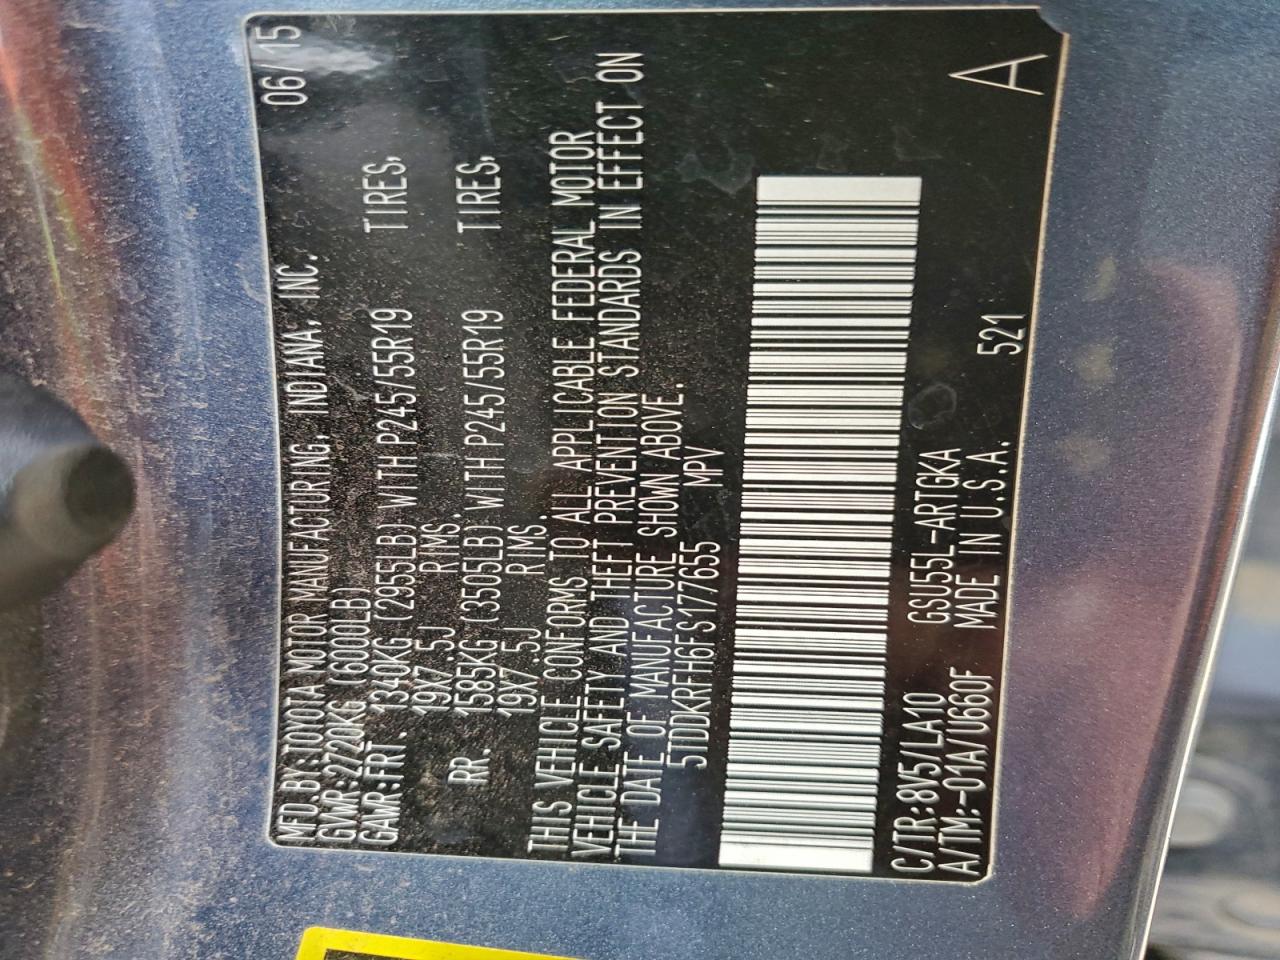 MFD.BY:TOYOTA MOTOR MANUFACTURING, INDIANA, INC. 06/15
GVWR:2720KG (6000LB)
GAWR:FRT. 1340KG (2955LB) WITH P245/55R19 TIRES,
19X7.5J RIMS.
RR. 1585KG (3505LB) WITH P245/55R19 TIRES,
19X7.5J RIMS.
THIS VEHICLE CONFORMS TO ALL APPLICABLE FEDERAL MOTOR
VEHICLE SAFETY AND THEFT PREVENTION STANDARDS IN EFFECT ON
THE DATE OF MANUFACTURE SHOWN ABOVE.
5TDDKRFH6FS177655 MPV
C/TR:8V5/LA10 GSU55L-ARTGKA
A/TM:-01A/U660F MADE IN U.S.A. 521
A